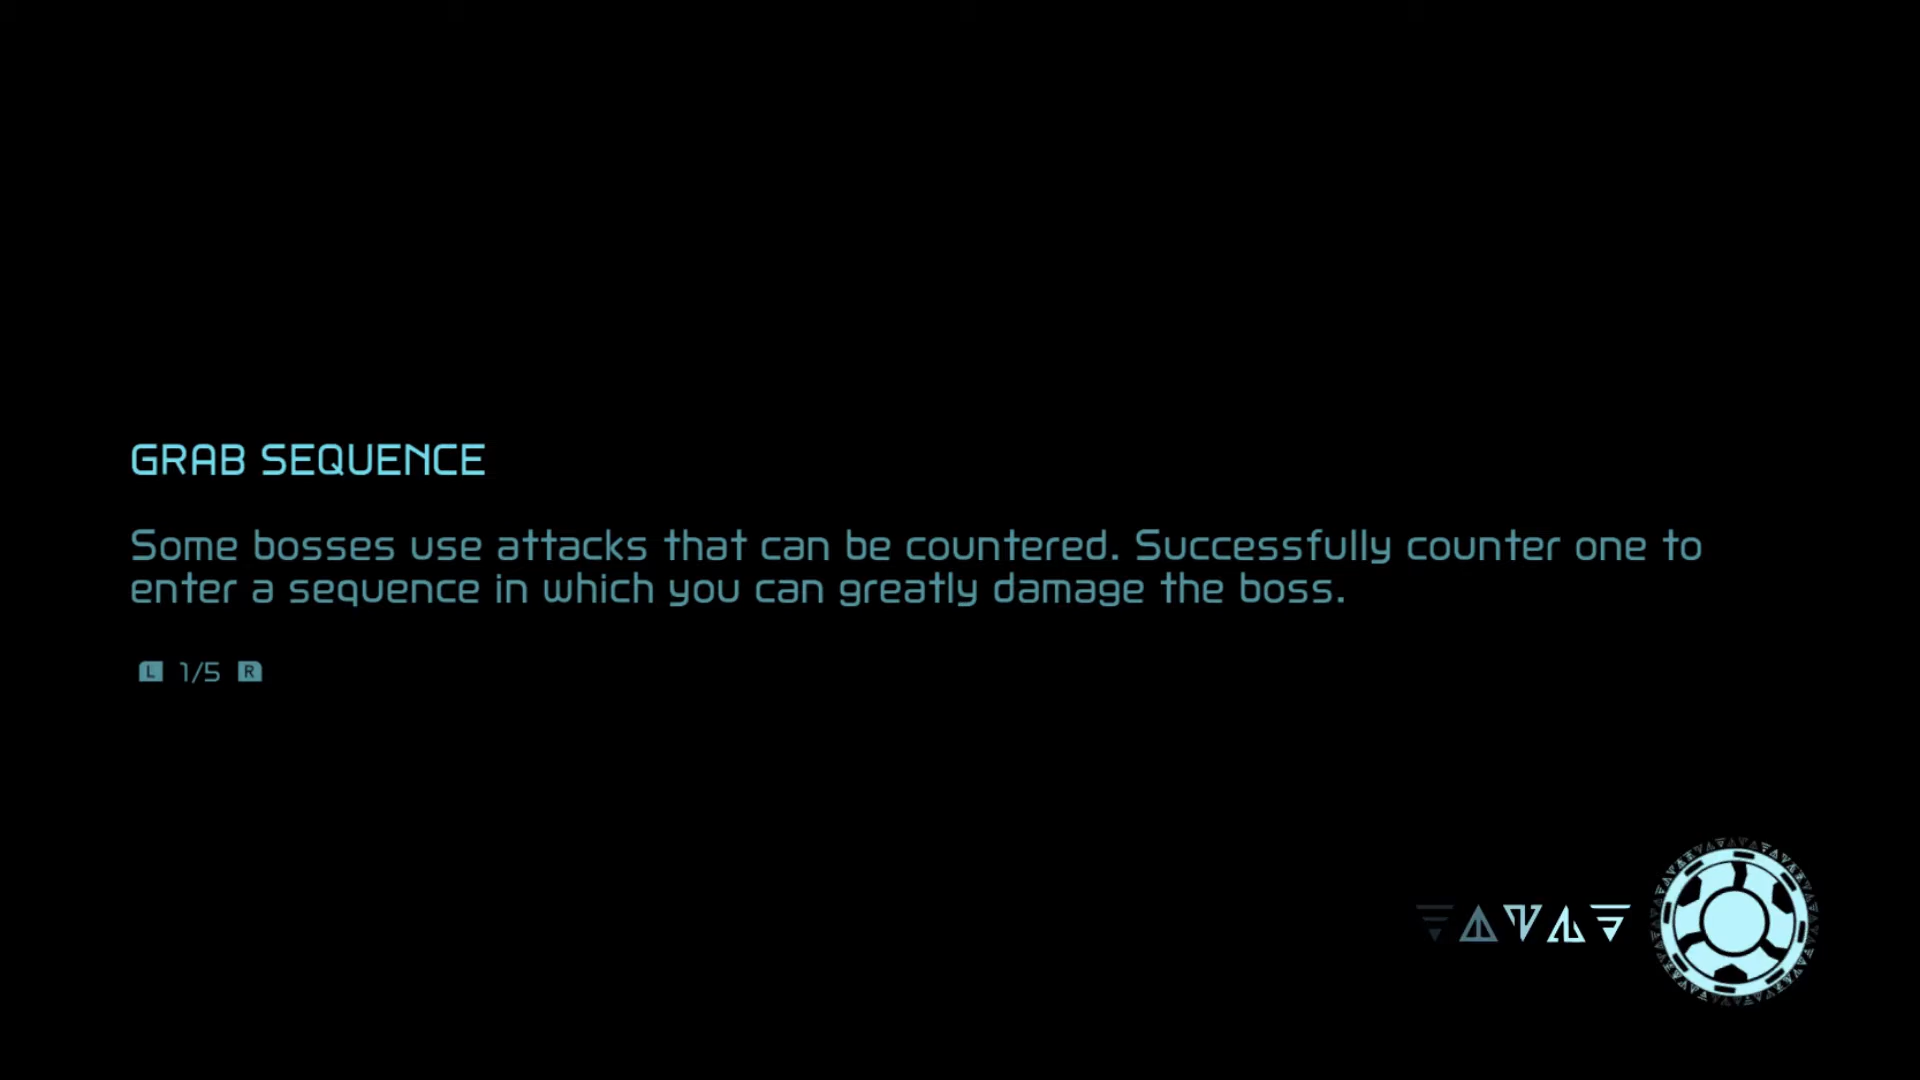 GRAB SEQUENCE
Some bosses use attacks that can be countered. Successfully counter one to
enter a sequence in which you can greatly damage the boss.
L 1/5 R